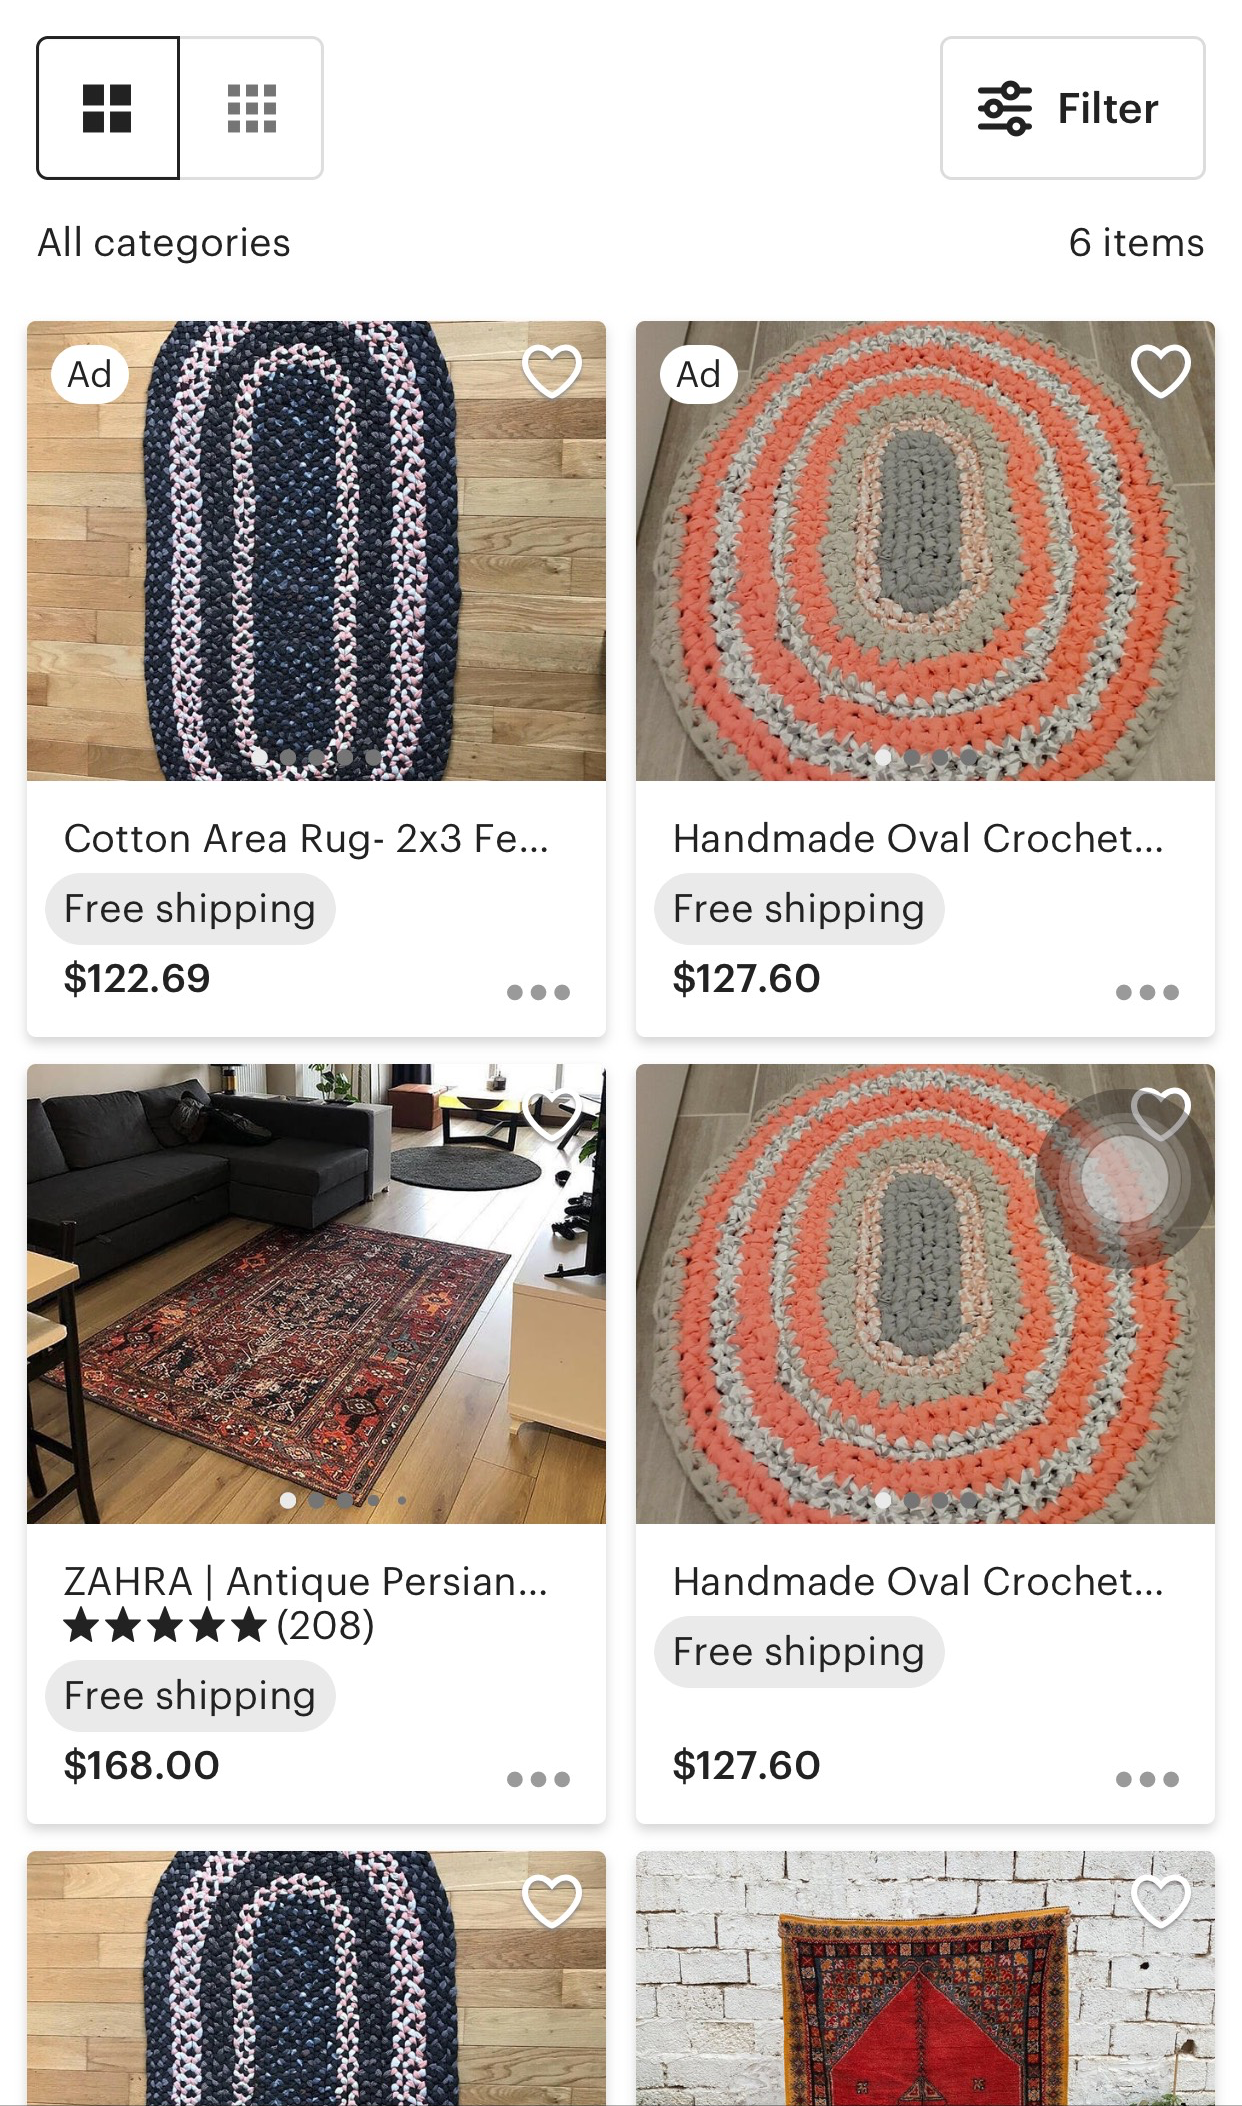 Filter
All categories
6 items
Ad
Cotton Area Rug- 2x3 Fe...
Free shipping
$122.69
Ad
Handmade Oval Crochet...
Free shipping
$127.60
ZAHRA | Antique Persian...
(208)
Free shipping
$168.00
Handmade Oval Crochet...
Free shipping
$127.60